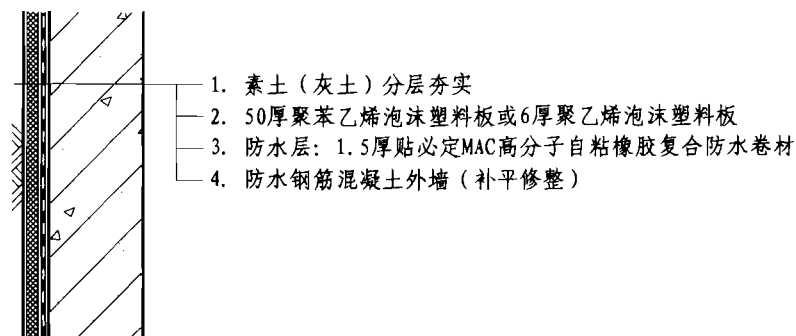 1. 素土（灰土）分层夯实
2. 50厚聚苯乙烯泡沫塑料板或6厚聚乙烯泡沫塑料板
3. 防水层：1.5厚贴必定MAC高分子自粘橡胶复合防水卷材
4. 防水钢筋混凝土外墙（补平修整）